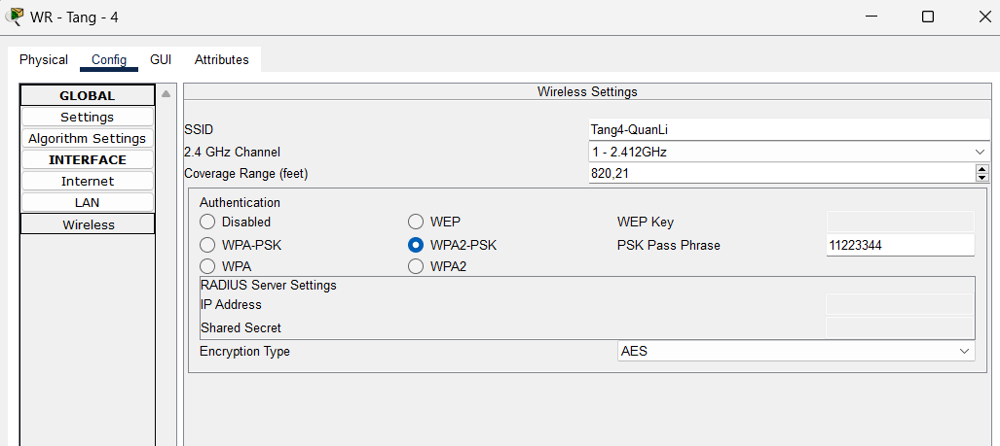 WR - Tang - 4
Physical Config GUI Attributes
GLOBAL
Settings
Algorithm Settings
INTERFACE
Internet
LAN
Wireless
Wireless Settings
SSID Tang4-QuanLi
2.4 GHz Channel 1 - 2.412GHz
Coverage Range (feet) 820,21
Authentication
Disabled WEP WEP Key
WPA-PSK WPA2-PSK PSK Pass Phrase 11223344
WPA WPA2
RADIUS Server Settings
IP Address
Shared Secret
Encryption Type AES